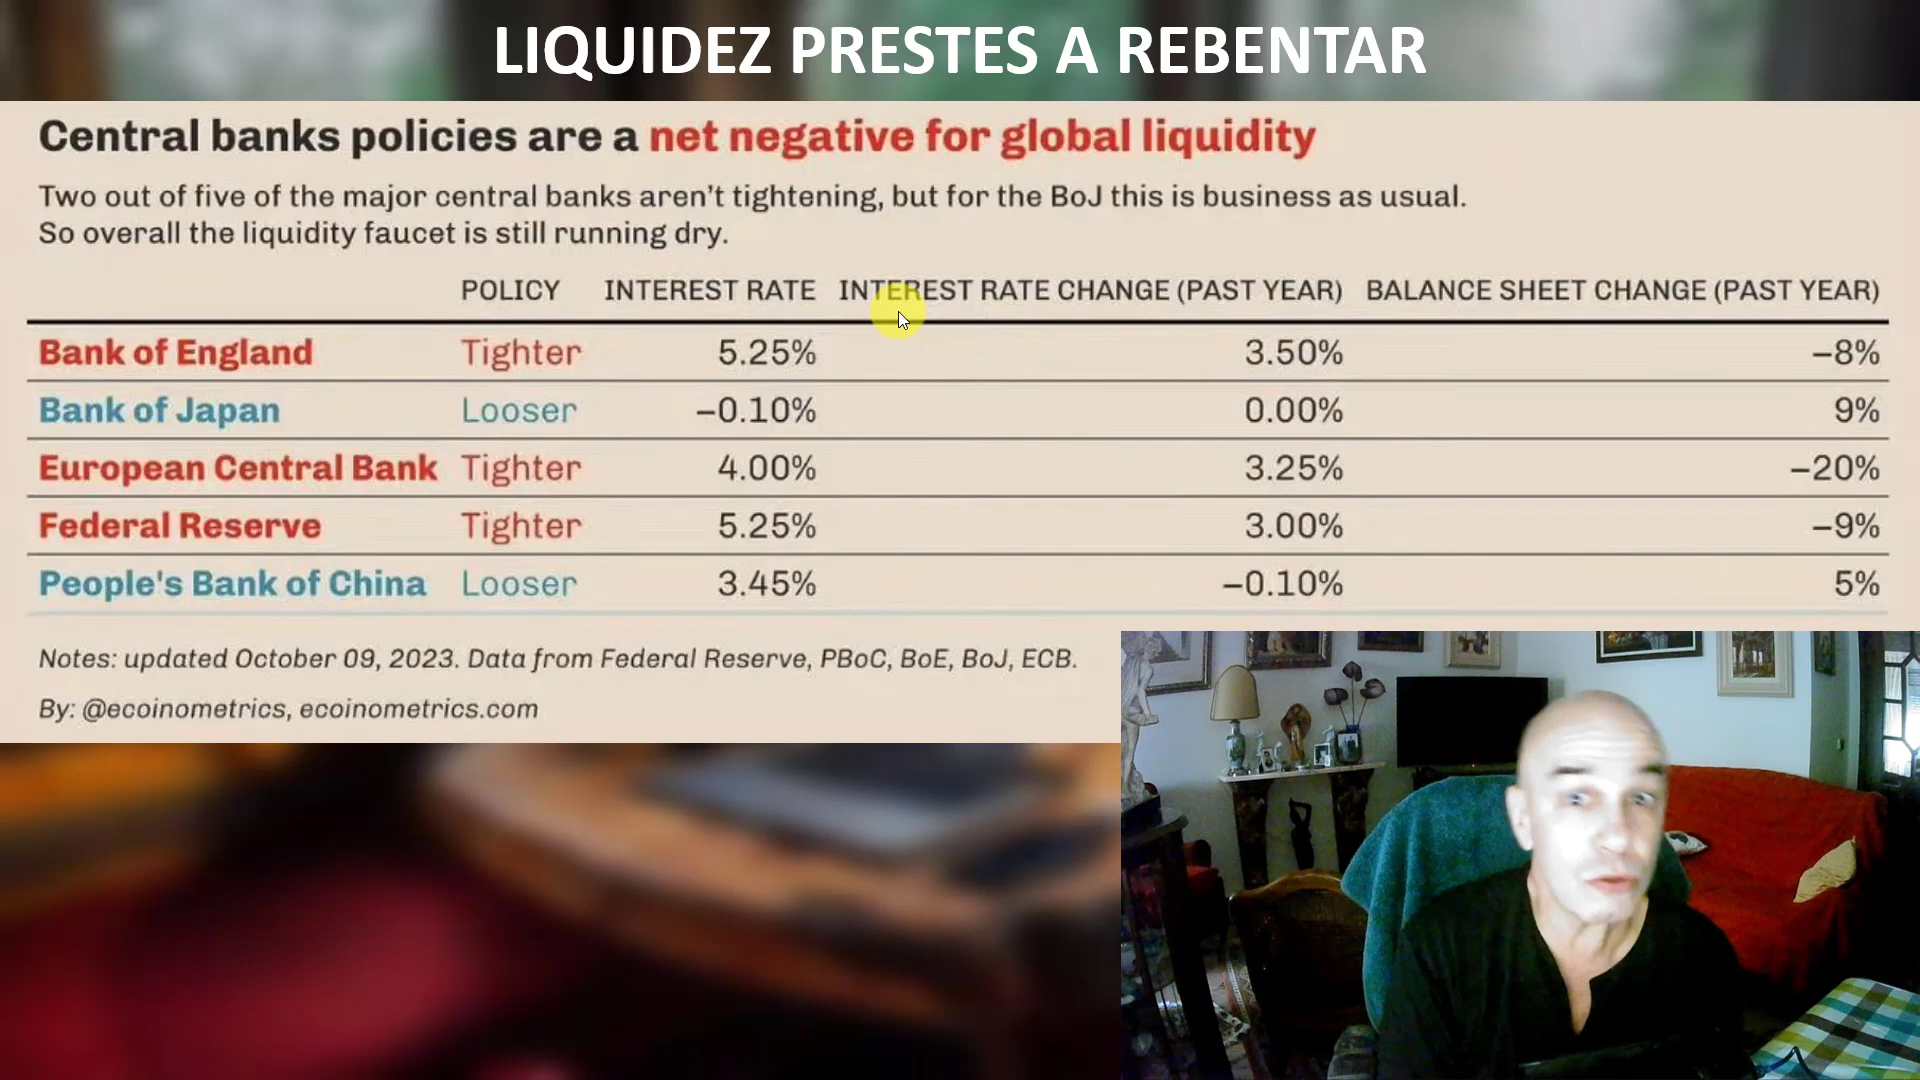 LIQUIDEZ PRESTES A REBENTAR
Central banks policies are a net negative for global liquidity
Two out of five of the major central banks aren't tightening, but for the BoJ this is business as usual.
So overall the liquidity faucet is still running dry.
POLICY INTEREST RATE INTEREST RATE CHANGE (PAST YEAR) BALANCE SHEET CHANGE (PAST YEAR)
Bank of England Tighter 5.25% 3.50% −8%
Bank of Japan Looser −0.10% 0.00% 9%
European Central Bank Tighter 4.00% 3.25% −20%
Federal Reserve Tighter 5.25% 3.00% −9%
People's Bank of China Looser 3.45% −0.10% 5%
Notes: updated October 09, 2023. Data from Federal Reserve, PBoC, BoE, BoJ, ECB.
By: @ecoinometrics, ecoinometrics.com